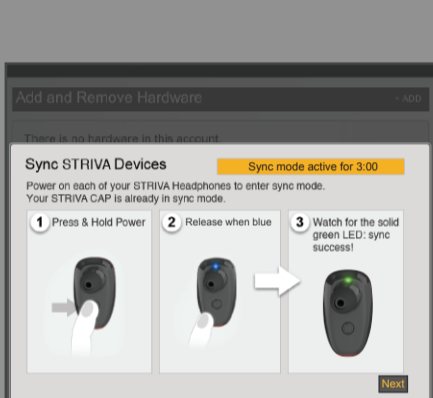 Add and Remove Hardware
+ ADD
There is no hardware in this account.
Sync STRIVA Devices
Sync mode active for 3:00
Power on each of your STRIVA Headphones to enter sync mode.
Your STRIVA CAP is already in sync mode.
1 Press & Hold Power
2 Release when blue
3 Watch for the solid
green LED: sync
success!
Next